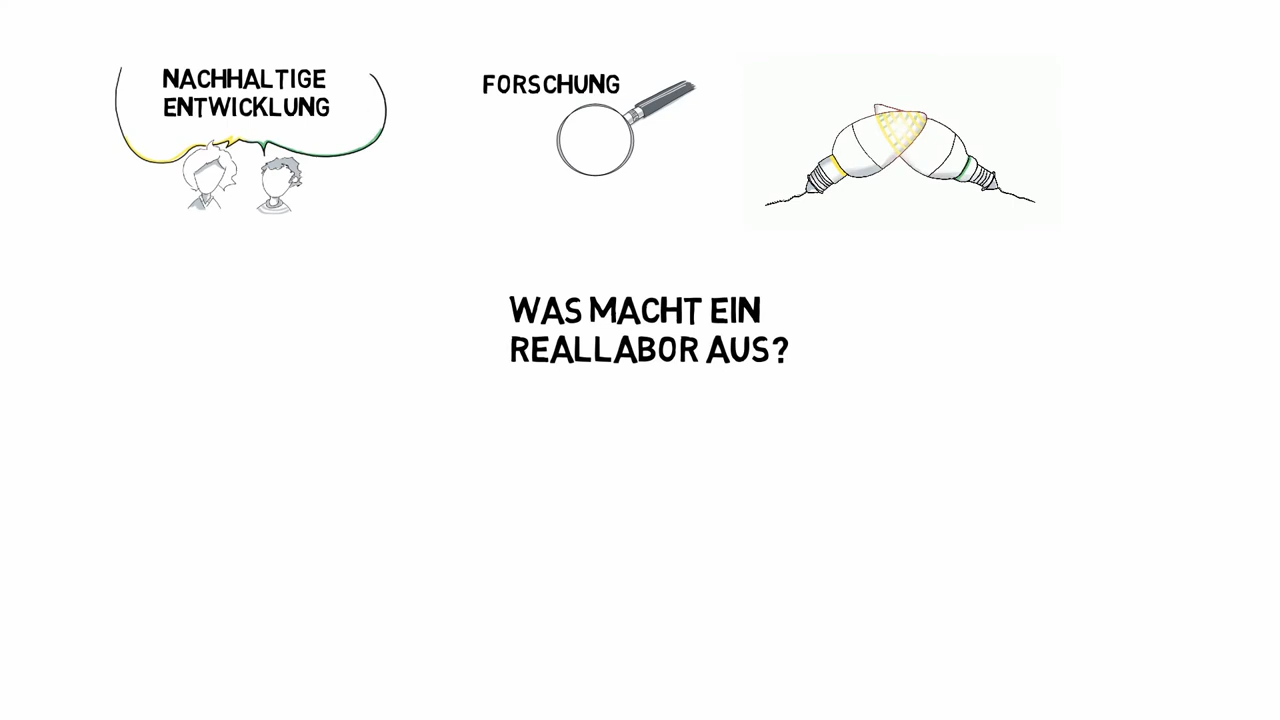 NACHHALTIGE
ENTWICKLUNG
FORSCHUNG
WAS MACHT EIN
REALLABOR AUS?